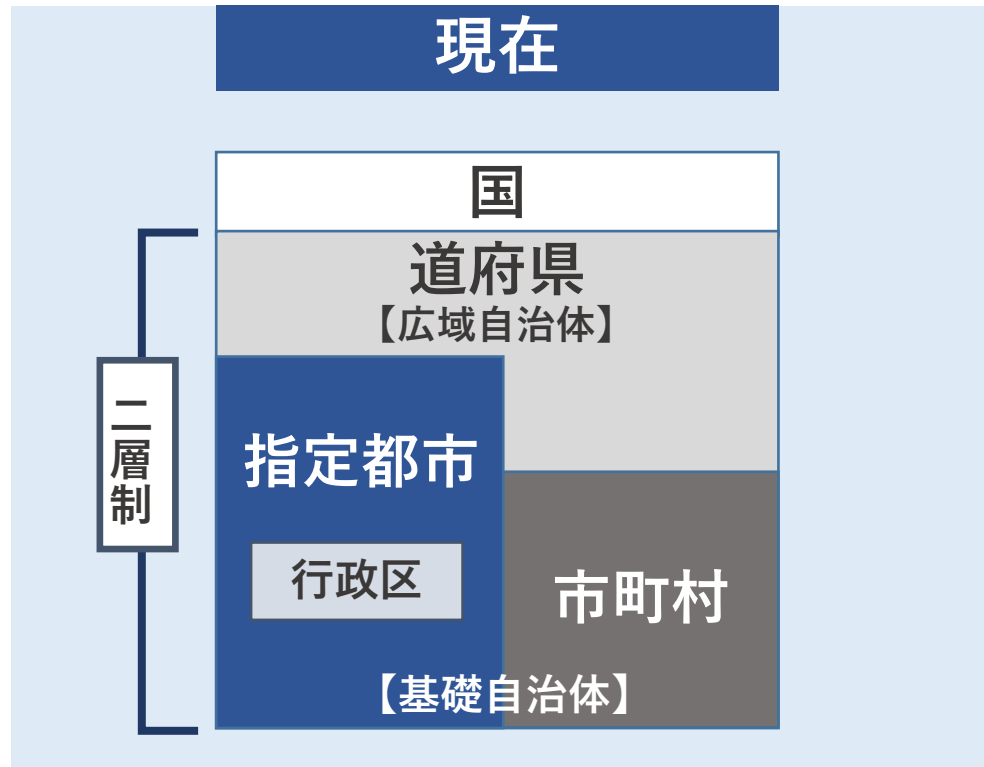 現在
国
道府県
【広域自治体】
二層制
指定都市
行政区
市町村
【基礎自治体】